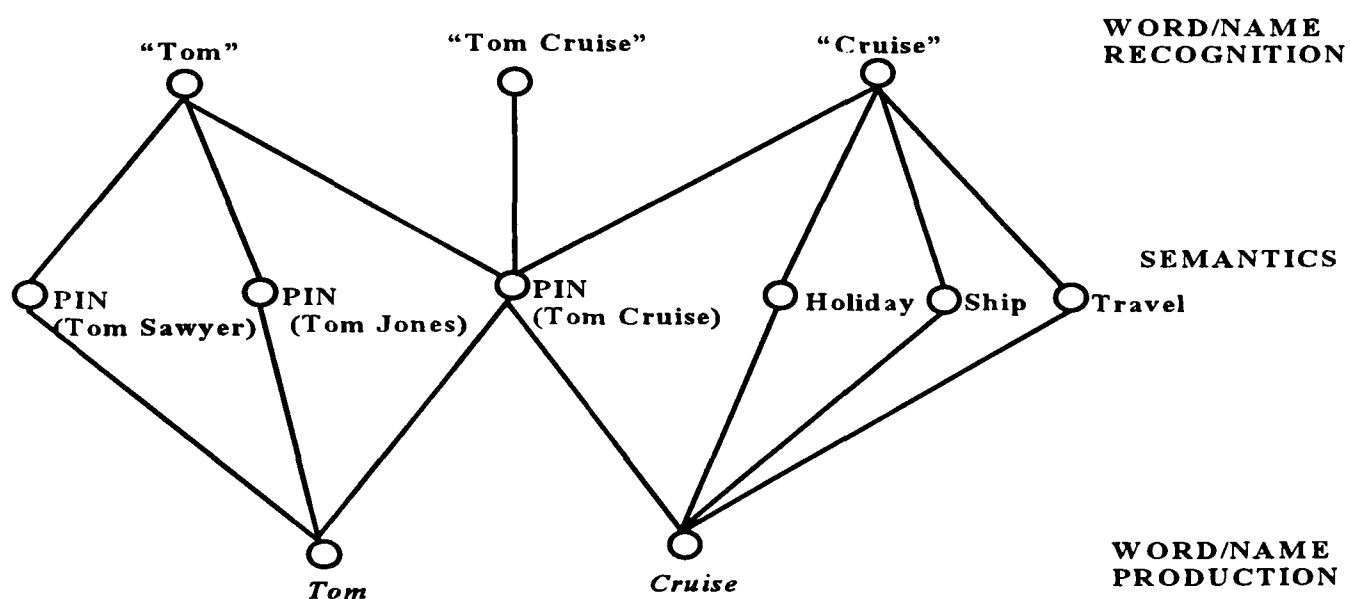 “Tom”
“Tom Cruise”
“Cruise”
WORD/NAME
RECOGNITION
PIN
(Tom Sawyer)
PIN
(Tom Jones)
PIN
(Tom Cruise)
Holiday
Ship
Travel
SEMANTICS
Tom
Cruise
WORD/NAME
PRODUCTION